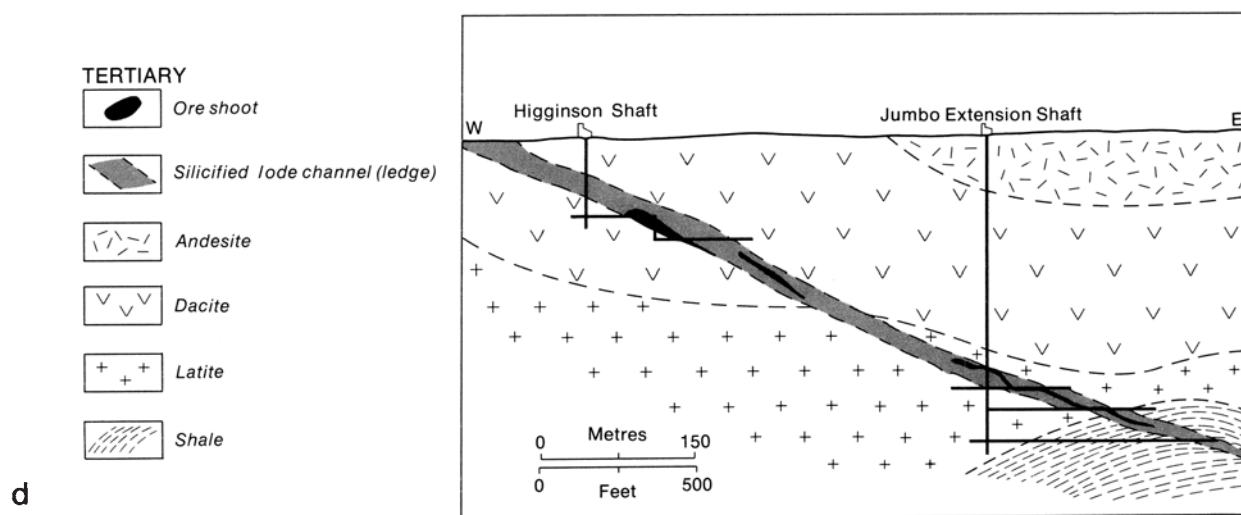 TERTIARY
Ore shoot
Silicified lode channel (ledge)
Andesite
Dacite
Latite
Shale
d
Higginson Shaft
Jumbo Extension Shaft
W
E
0 Metres 150
0 Feet 500